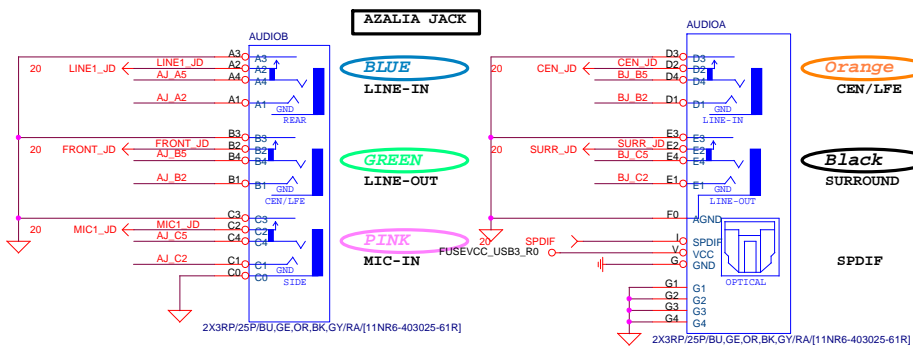 AZALIA JACK
AUDIOB
A3 A3
20 LINE1_JD LINE1_JD A2 A2
AJ_A5 A4 A4
AJ_A2 A1 A1
GND
REAR
BLUE
LINE-IN
B3 B3
20 FRONT_JD FRONT_JD B2 B2
AJ_B5 B4 B4
AJ_B2 B1 B1
GND
CEN/LFE
GREEN
LINE-OUT
C3 C3
20 MIC1_JD MIC1_JD C2 C2
AJ_C5 C4 C4
AJ_C2 C1 C1
GND
C0 C0
SIDE
PINK
MIC-IN
2X3RP/25P/BU,GE,OR,BK,GY/RA/[11NR6-403025-61R]
AUDIOA
D3 D3
20 CEN_JD CEN_JD D2 D2
BJ_B5 D4 D4
BJ_B2 D1 D1
GND
LINE-IN
Orange
CEN/LFE
E3 E3
20 SURR_JD SURR_JD E2 E2
BJ_C5 E4 E4
BJ_C2 E1 E1
GND
LINE-OUT
Black
SURROUND
F0 AGND
20 SPDIF I SPDIF
FUSEVCC_USB3_R0 V VCC
G GND
OPTICAL
SPDIF
G1 G1
G2 G2
G3 G3
G4 G4
2X3RP/25P/BU,GE,OR,BK,GY/RA/[11NR6-403025-61R]